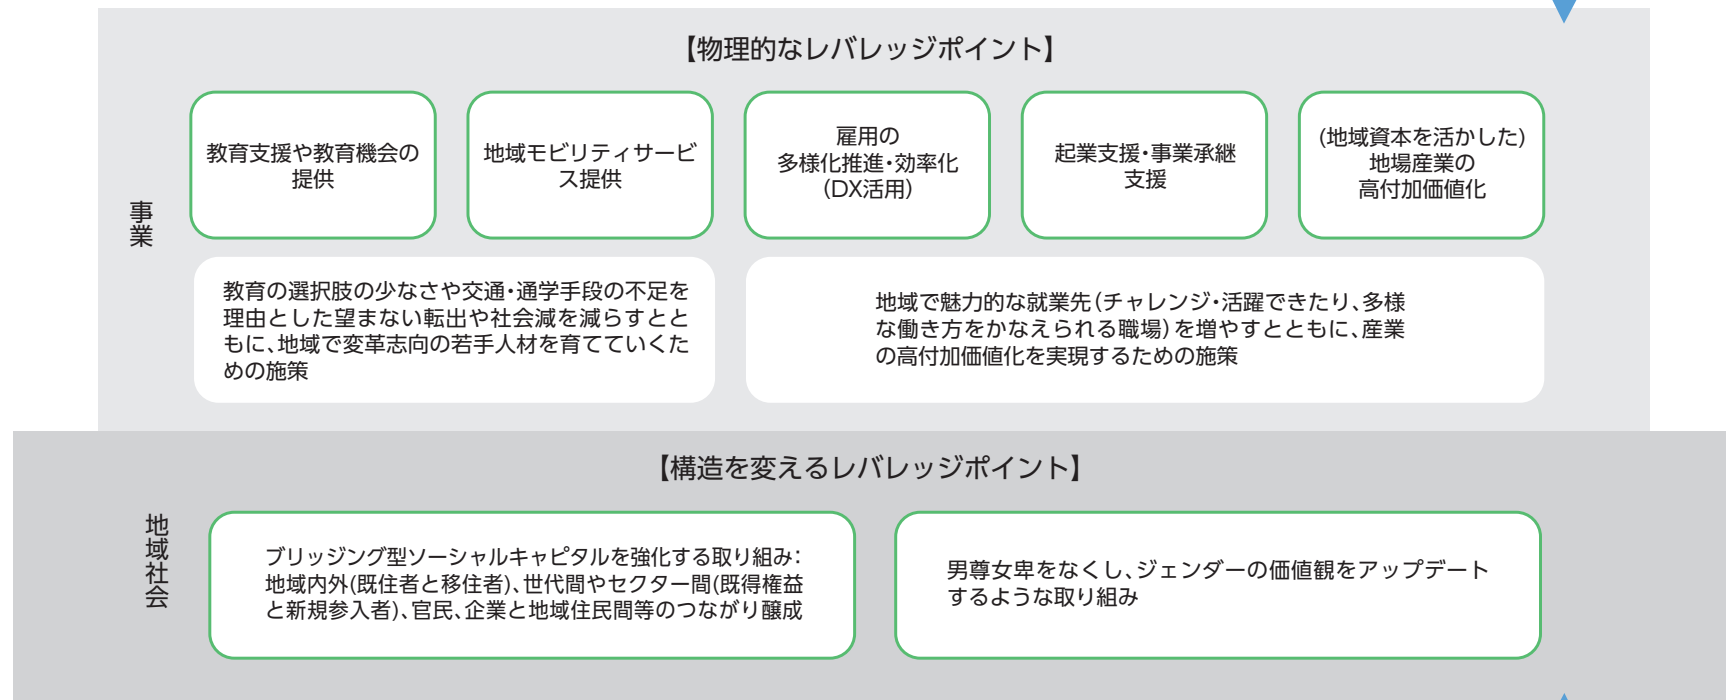 【物理的なレバレッジポイント】
事業
教育支援や教育機会の
提供
地域モビリティサービ
ス提供
雇用の
多様化推進・効率化
(DX活用)
起業支援・事業承継
支援
(地域資本を活かした)
地場産業の
高付加価値化
教育の選択肢の少なさや交通・通学手段の不足を
理由とした望まない転出や社会減を減らすとと
もに、地域で変革志向の若手人材を育てていくた
めの施策
地域で魅力的な就業先(チャレンジ・活躍できたり、多様
な働き方をかなえられる職場)を増やすとともに、産業
の高付加価値化を実現するための施策
【構造を変えるレバレッジポイント】
地域社会
ブリッジング型ソーシャルキャピタルを強化する取り組み:
地域内外(既住者と移住者)、世代間やセクター間(既得権益
と新規参入者)、官民、企業と地域住民間等のつながり醸成
男尊女卑をなくし、ジェンダーの価値観をアップデート
するような取り組み